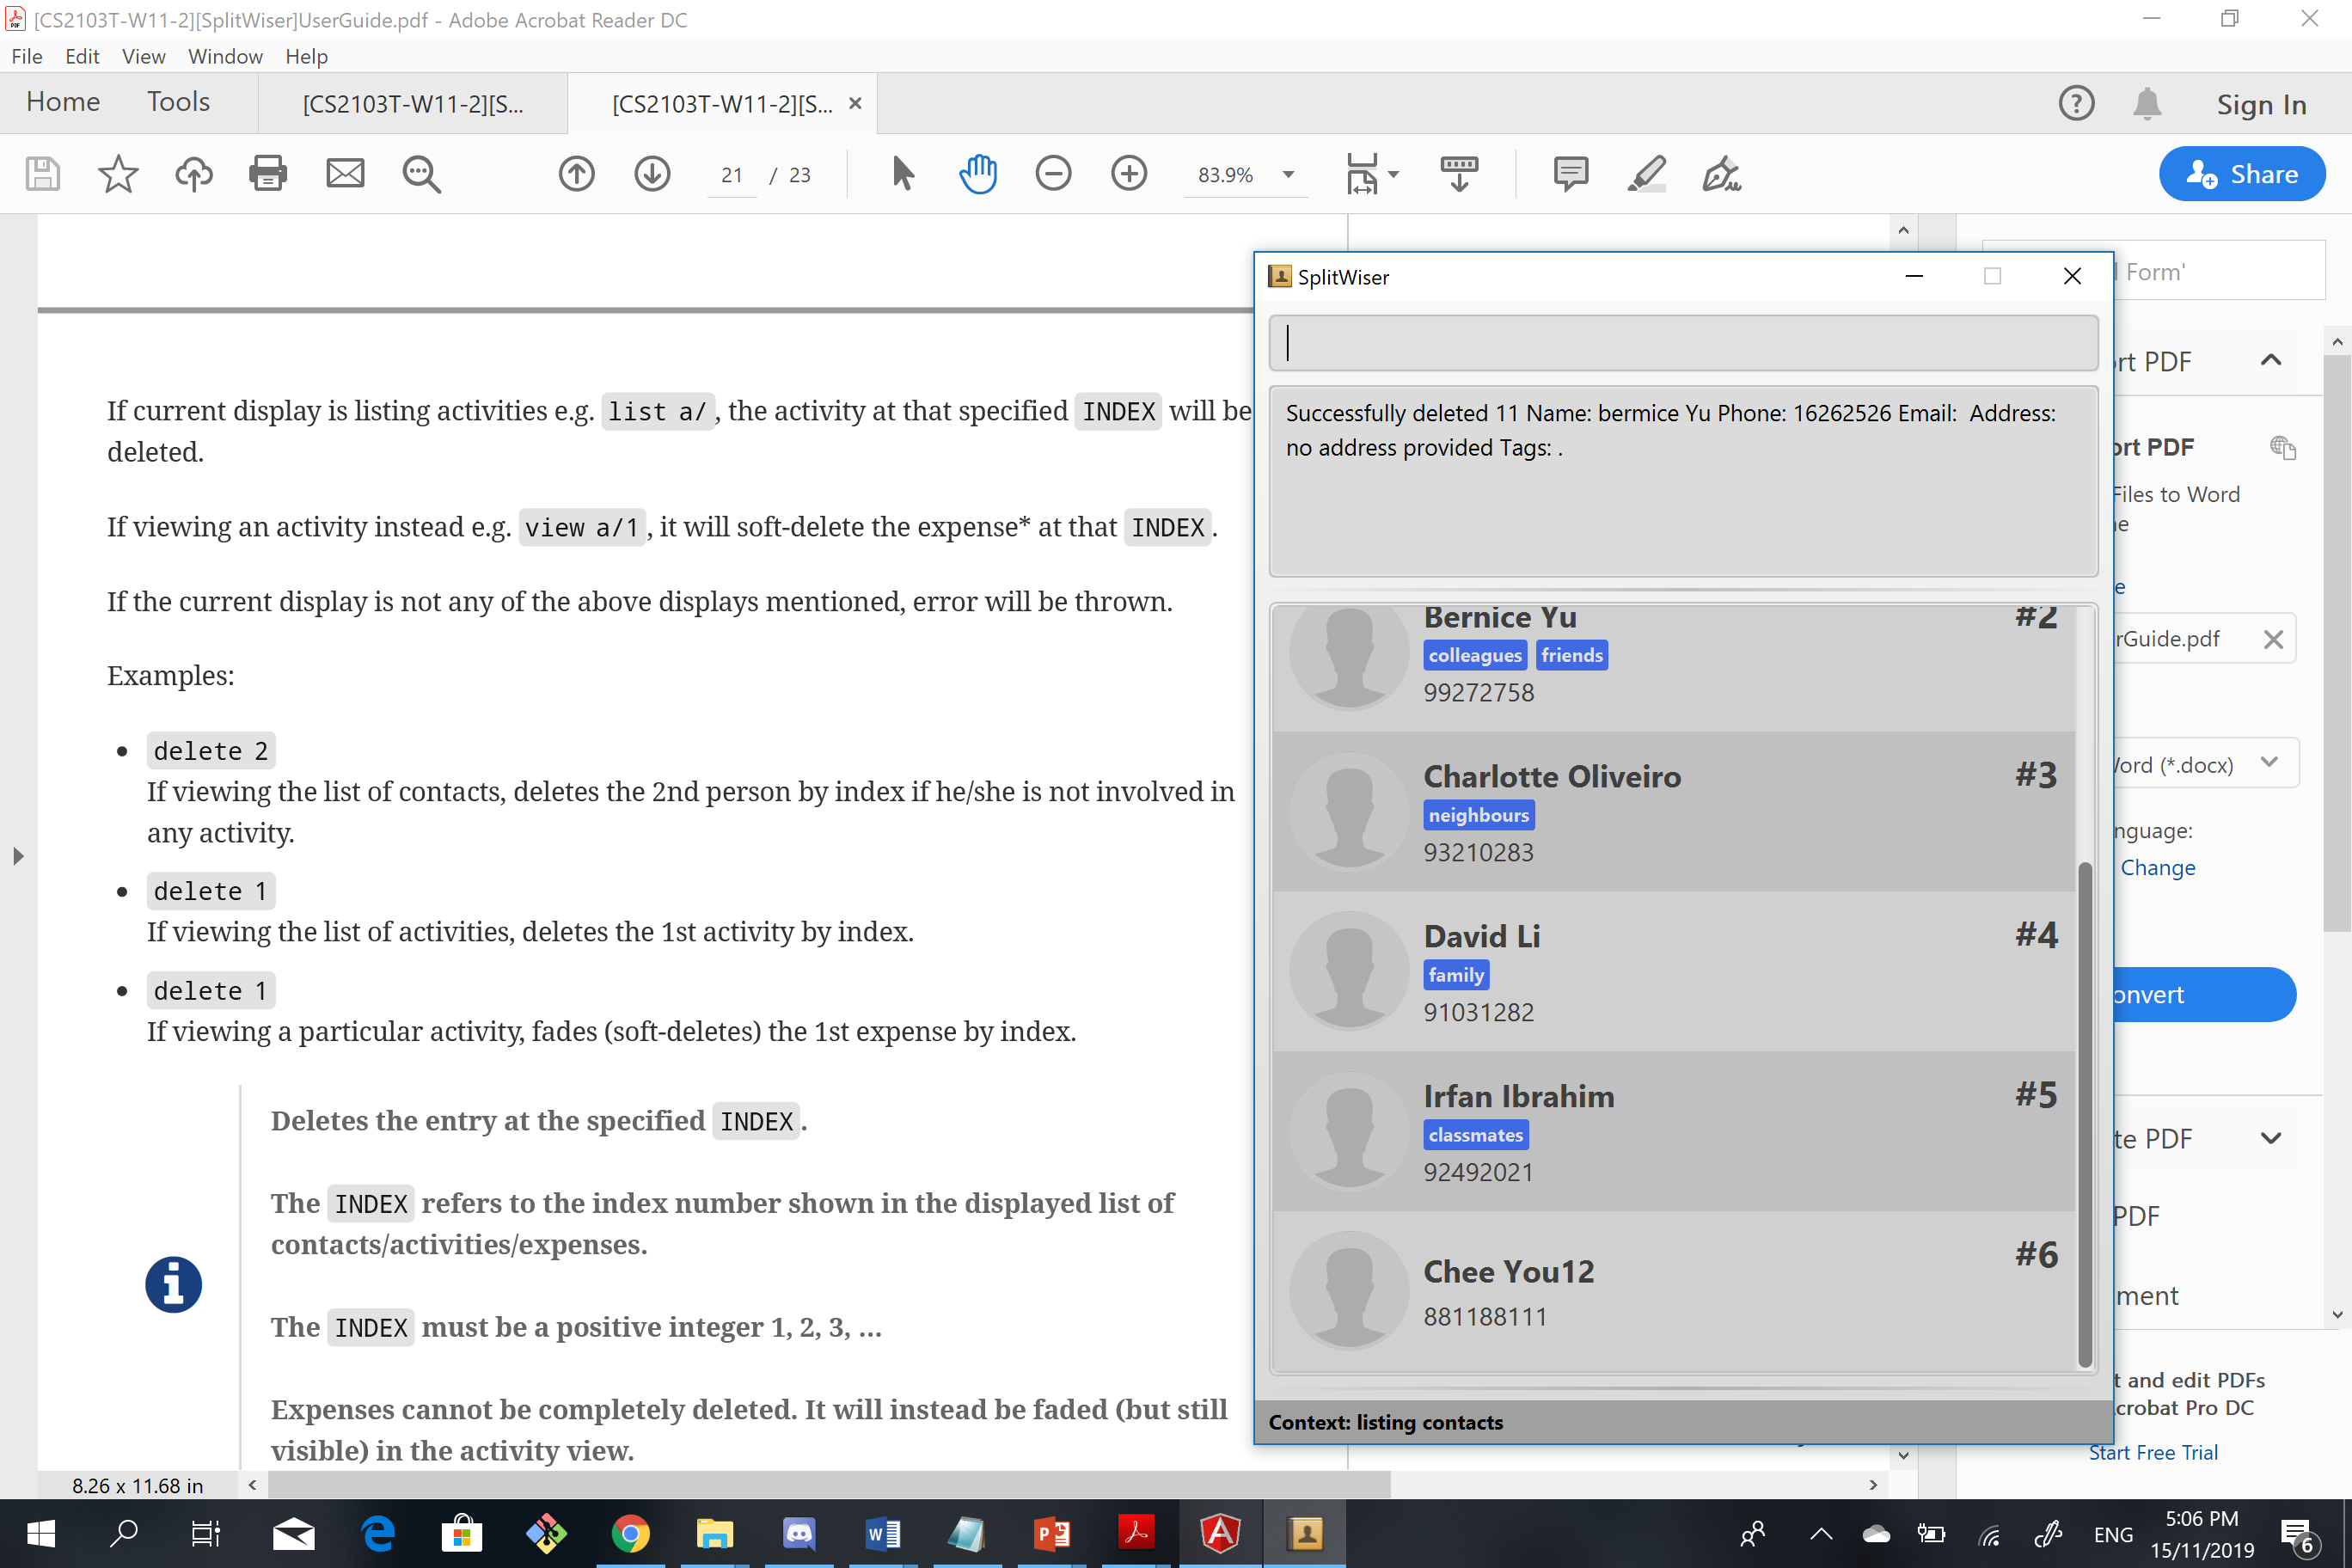 [CS2103T-W11-2][SplitWiser]UserGuide.pdf - Adobe Acrobat Reader DC
File Edit View Window Help
Home Tools [CS2103T-W11-2][S... [CS2103T-W11-2][S... Sign In
21 / 23 83.9% Share
If current display is listing activities e.g. list a/, the activity at that specified INDEX will be
deleted.
If viewing an activity instead e.g. view a/1, it will soft-delete the expense* at that INDEX.
If the current display is not any of the above displays mentioned, error will be thrown.
Examples:
delete 2
If viewing the list of contacts, deletes the 2nd person by index if he/she is not involved in
any activity.
delete 1
If viewing the list of activities, deletes the 1st activity by index.
delete 1
If viewing a particular activity, fades (soft-deletes) the 1st expense by index.
Deletes the entry at the specified INDEX.
The INDEX refers to the index number shown in the displayed list of
contacts/activities/expenses.
The INDEX must be a positive integer 1, 2, 3, …
Expenses cannot be completely deleted. It will instead be faded (but still
visible) in the activity view.
8.26 x 11.68 in
SplitWiser
Successfully deleted 11 Name: bermice Yu Phone: 16262526 Email:  Address:
no address provided Tags: .
Bernice Yu #2
colleagues friends
99272758
Charlotte Oliveiro #3
neighbours
93210283
David Li #4
family
91031282
Irfan Ibrahim #5
classmates
92492021
Chee You12 #6
881188111
Context: listing contacts
Form'
rt PDF
ort PDF
Files to Word
ne
e
rGuide.pdf
Word (*.docx)
nguage:
Change
onvert
te PDF
PDF
ment
t and edit PDFs
crobat Pro DC
Start Free Trial
ENG 5:06 PM
15/11/2019 6